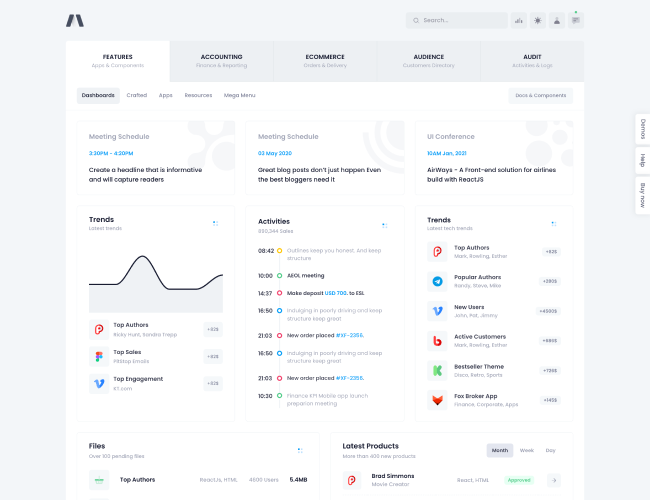 Search...
FEATURES
Apps & Components
ACCOUNTING
Finance & Reporting
ECOMMERCE
Orders & Delivery
AUDIENCE
Customers Directory
AUDIT
Activities & Logs
Dashboards Crafted Apps Resources Mega Menu
Docs & Components
Demos
Help
Buy now
Meeting Schedule
3:30PM - 4:20PM
Create a headline that is informative
and will capture readers
Meeting Schedule
03 May 2020
Great blog posts don't just happen Even
the best bloggers need it
UI Conference
10AM Jan, 2021
AirWays - A Front-end solution for airlines
build with ReactJS
Trends
Latest trends
Top Authors
Ricky Hunt, Sandra Trepp
Top Sales
PitStop Emails
Top Engagement
KT.com
Activities
890,344 Sales
08:42 Outlines keep you honest. And keep
structure
10:00 AEOL meeting
14:37 Make deposit USD 700. to ESL
16:50 Indulging in poorly driving and keep
structure keep great
21:03 New order placed #XF-2356.
16:50 Indulging in poorly driving and keep
structure keep great
21:03 New order placed #XF-2356.
10:30 Finance KPI Mobile app launch
preparion meeting
Trends
Latest tech trends
Top Authors
Mark, Rowling, Esther
+82$
Popular Authors
Randy, Steve, Mike
+280$
New Users
John, Pat, Jimmy
+4500$
Active Customers
Mark, Rowling, Esther
Bestseller Theme
Disco, Retro, Sports
Fox Broker App
Finance, Corporate, Apps
+145$
Files
Over 100 pending files
Top Authors
ReactJs, HTML
4600 Users
5.4MB
Latest Products
More than 400 new products
Month Week Day
Brad Simmons
Movie Creator
React, HTML
Approved